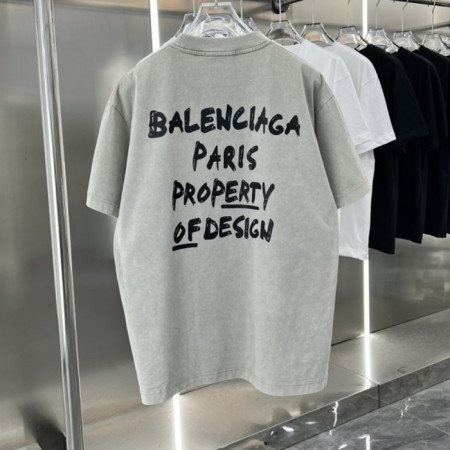 BALENCIAGA
PARIS
PROPERTY
OF DESIGN